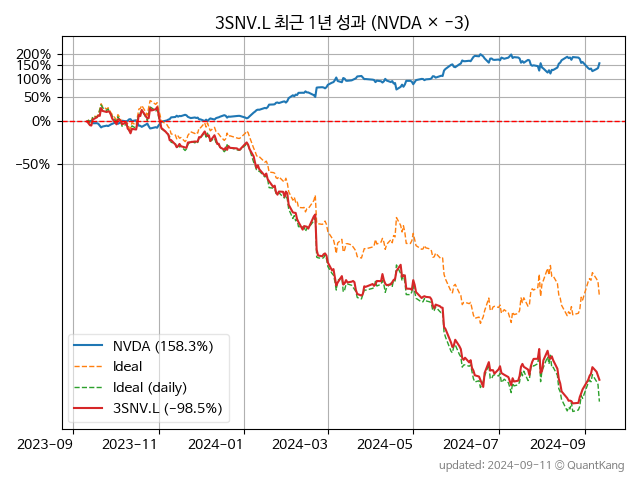 3SNV.L 최근 1년 성과 (NVDA × −3)
200%
150%
100%
50%
0%
−50%
NVDA (158.3%)
Ideal
Ideal (daily)
3SNV.L (−98.5%)
2023-09 2023-11 2024-01 2024-03 2024-05 2024-07 2024-09
updated: 2024-09-11 © QuantKang